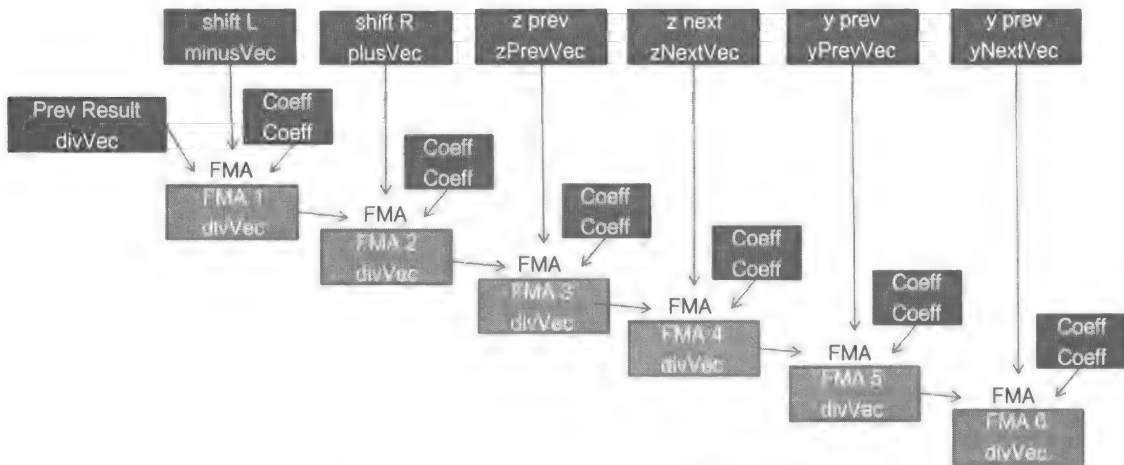 shift L
minusVec
shift R
plusVec
z prev
zPrevVec
z next
zNextVec
y prev
yPrevVec
y prev
yNextVec
Prev Result
divVec
Coeff
Coeff
FMA
FMA 1
divVec
Coeff
Coeff
FMA
FMA 2
divVec
Coeff
Coeff
FMA
FMA 3
divVec
Coeff
Coeff
FMA
FMA 4
divVec
Coeff
Coeff
FMA
FMA 5
divVec
Coeff
Coeff
FMA
FMA 6
divVec